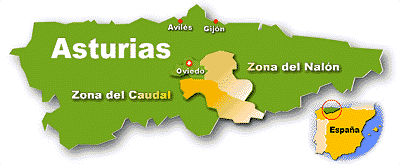 Avilés
Gijón
Asturias
Oviedo
Zona del Nalón
Zona del Caudal
España